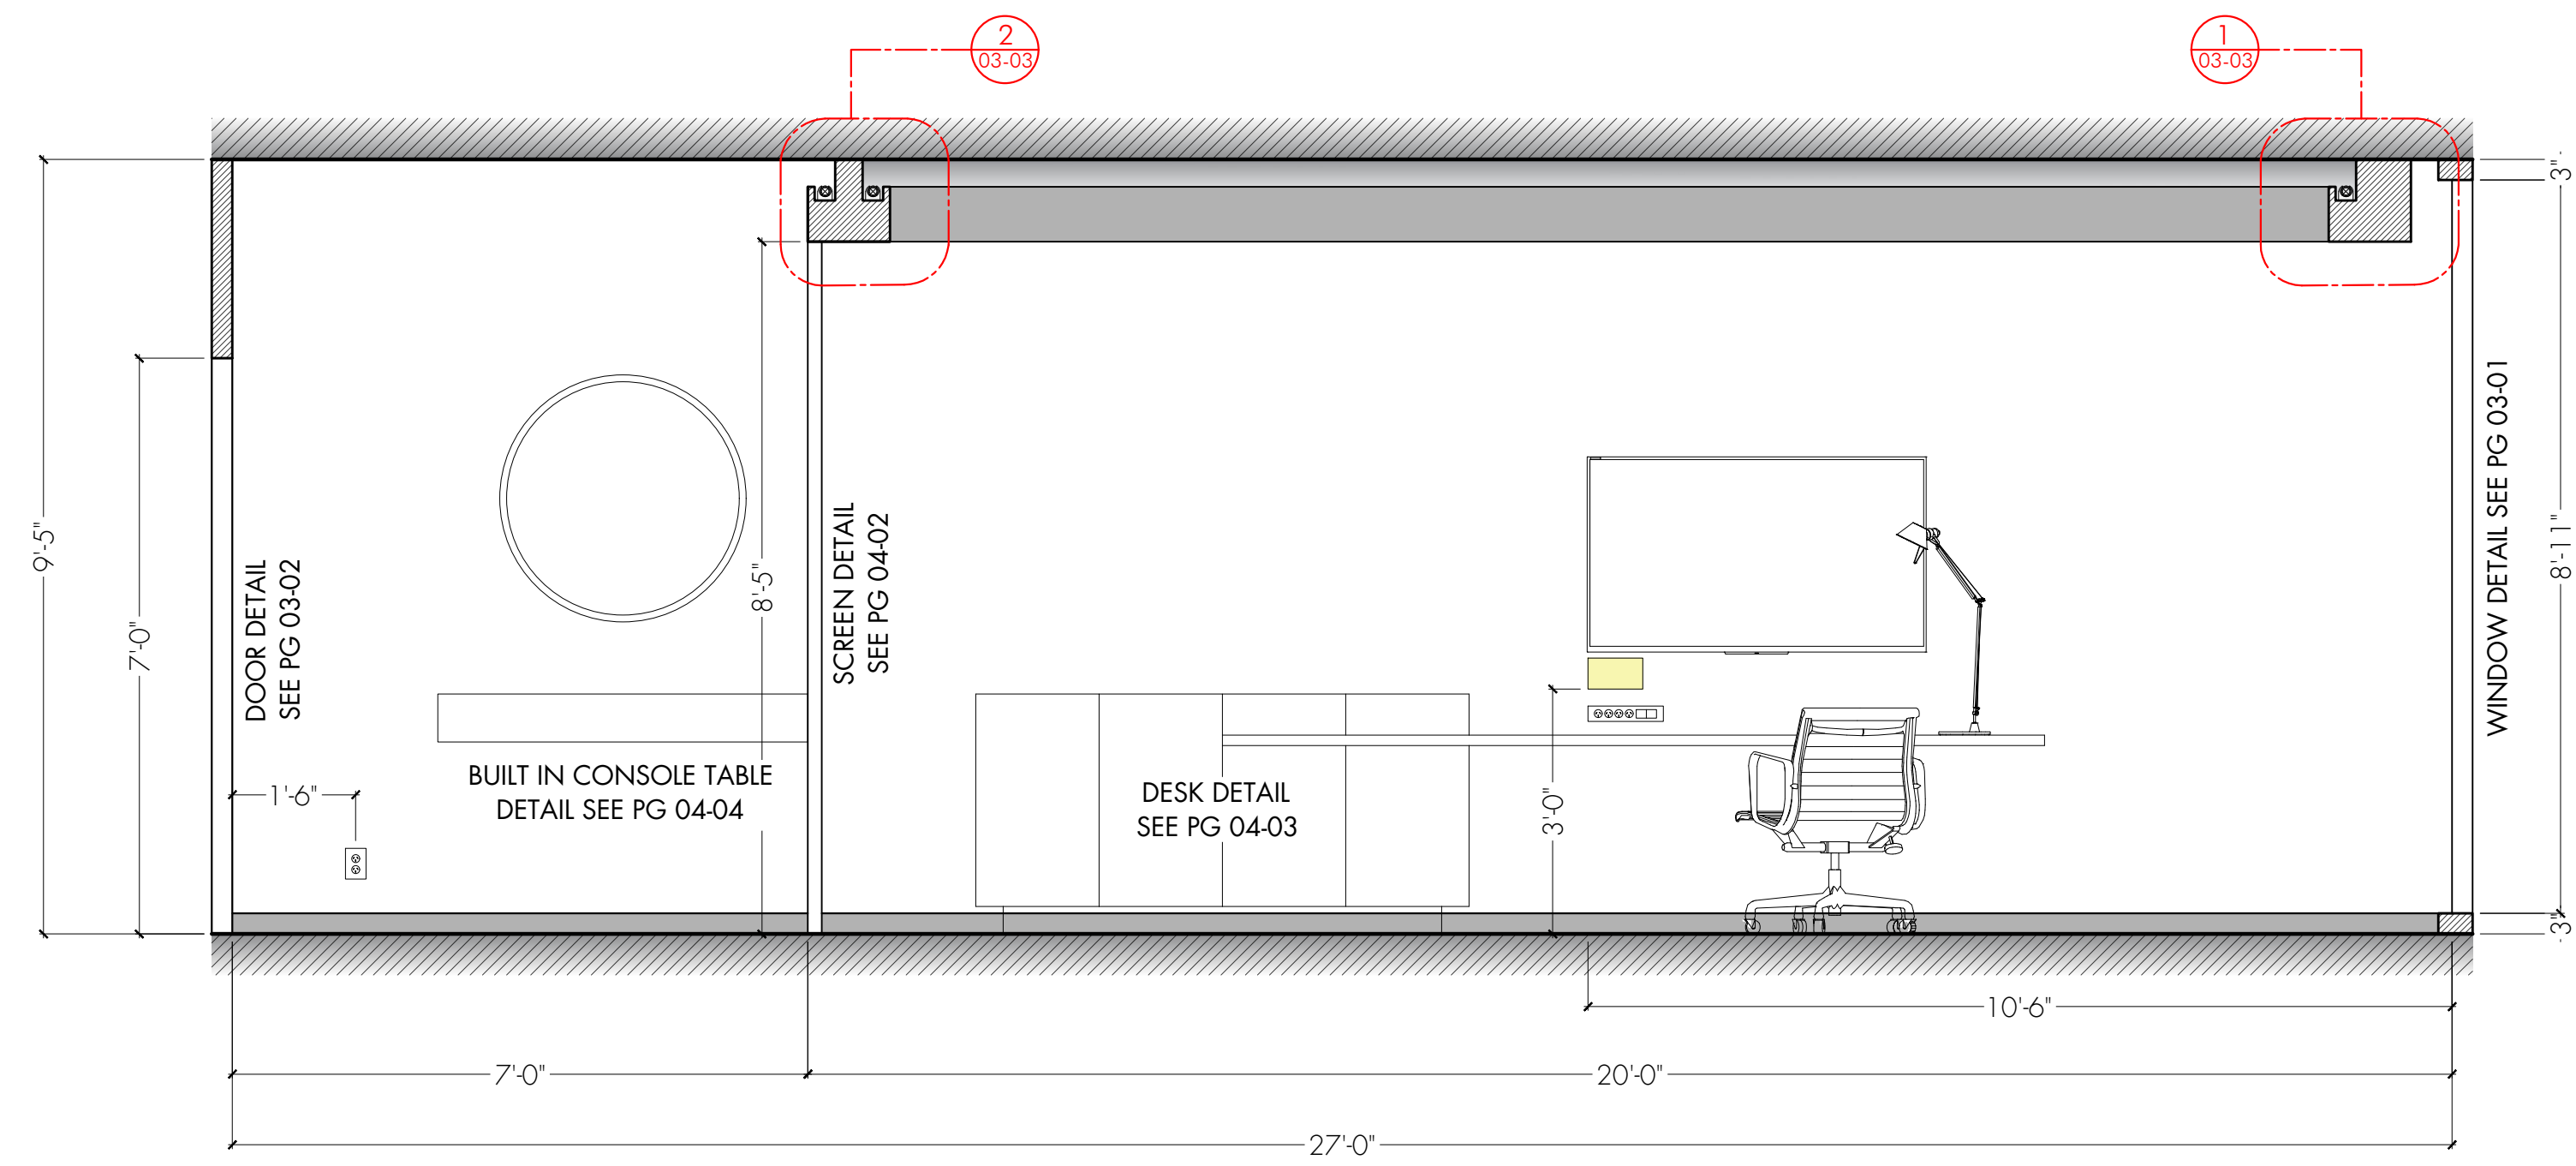 2
03-03
1
03-03
3"
9'-5"
7'-0"
DOOR DETAIL
SEE PG 03-02
8'-5"
SCREEN DETAIL
SEE PG 04-02
WINDOW DETAIL SEE PG 03-01
8'-11"
1'-6"
BUILT IN CONSOLE TABLE
DETAIL SEE PG 04-04
DESK DETAIL
SEE PG 04-03
3'-0"
3"
10'-6"
7'-0"
20'-0"
27'-0"